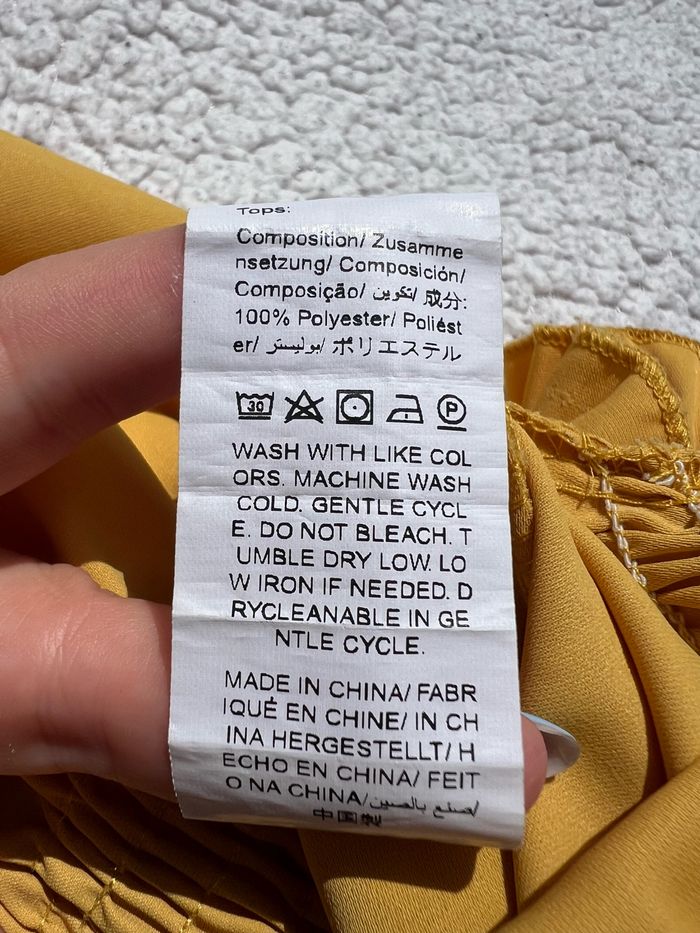 Tops:
Composition/ Zusamme
nsetzung/ Composición/
Composição/ تكوين/ 成分:
100% Polyester/ Poliést
er/ بوليستر/ ポリエステル
30
P
WASH WITH LIKE COL
ORS. MACHINE WASH
COLD. GENTLE CYCL
E. DO NOT BLEACH. T
UMBLE DRY LOW. LO
W IRON IF NEEDED. D
RYCLEANABLE IN GE
NTLE CYCLE.
MADE IN CHINA/ FABR
IQUÉ EN CHINE/ IN CH
INA HERGESTELLT/ H
ECHO EN CHINA/ FEIT
O NA CHINA/ صنع بالصين/
中国製